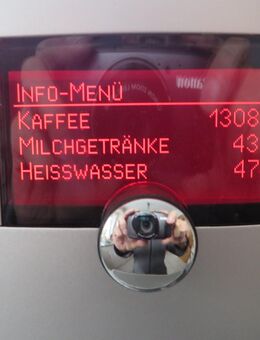 INFO-MENÜ
KAFFEE 1308
MILCHGETRÄNKE 43
HEISSWASSER 47